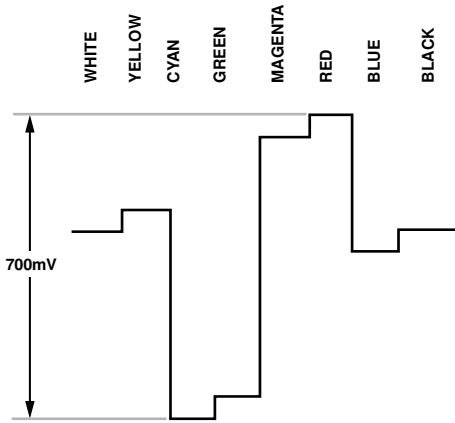 WHITE
YELLOW
CYAN
GREEN
MAGENTA
RED
BLUE
BLACK
700mV